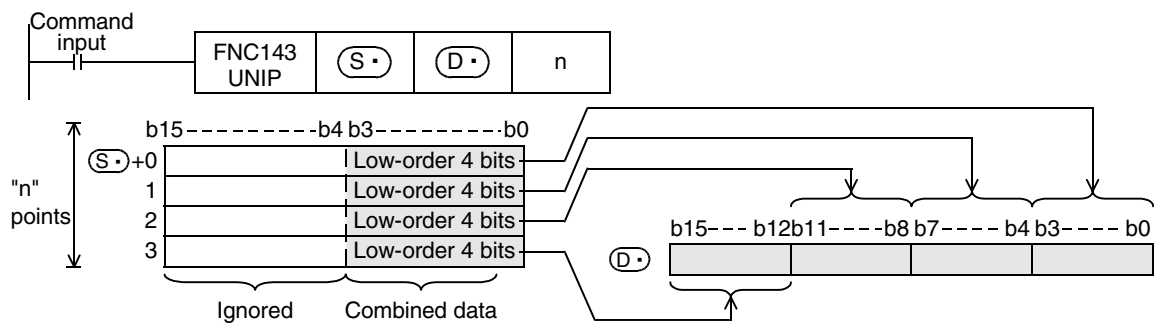 Command
input
FNC143
UNIP
S·
D·
n
b15 b4 b3 b0
"n"
points
S·+0 Low-order 4 bits
1 Low-order 4 bits
2 Low-order 4 bits
3 Low-order 4 bits
Ignored Combined data
b15 b12 b11 b8 b7 b4 b3 b0
D·